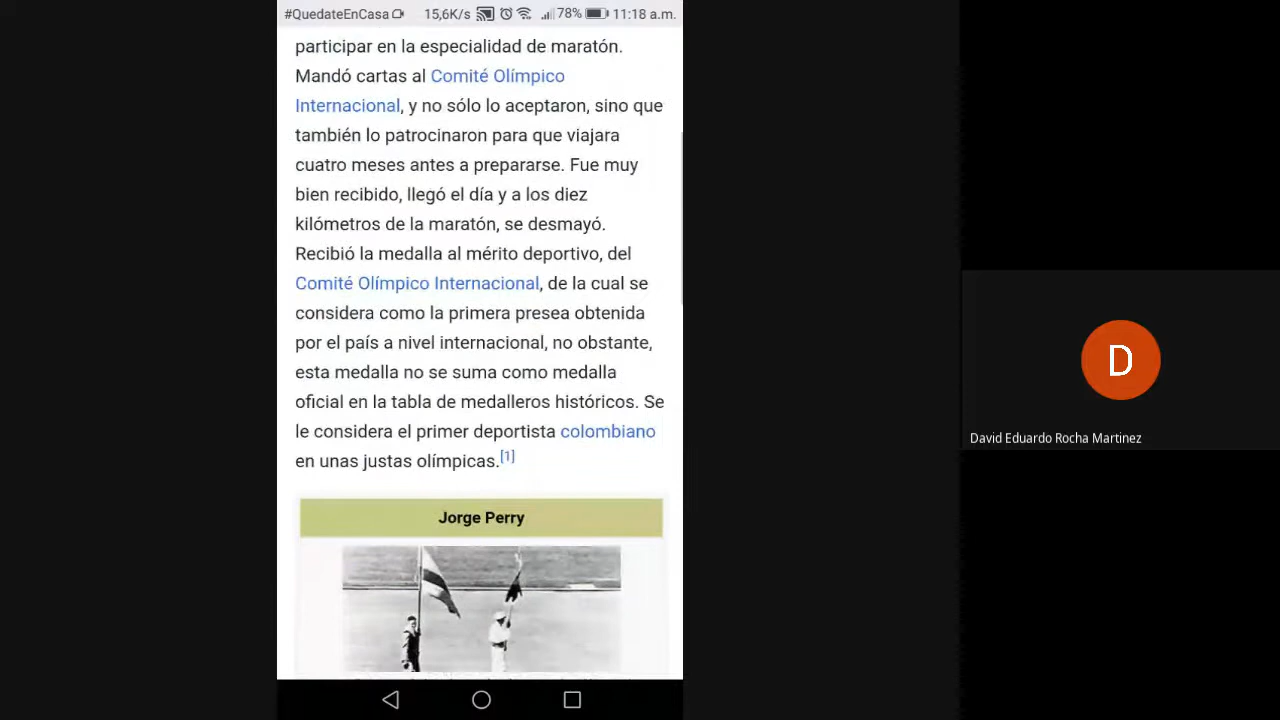 #QuedateEnCasa 15,6K/s 78% 11:18 a.m.
participar en la especialidad de maratón.
Mandó cartas al Comité Olímpico
Internacional, y no sólo lo aceptaron, sino que
también lo patrocinaron para que viajara
cuatro meses antes a prepararse. Fue muy
bien recibido, llegó el día y a los diez
kilómetros de la maratón, se desmayó.
Recibió la medalla al mérito deportivo, del
Comité Olímpico Internacional, de la cual se
considera como la primera presea obtenida
por el país a nivel internacional, no obstante,
esta medalla no se suma como medalla
oficial en la tabla de medalleros históricos. Se
le considera el primer deportista colombiano
en unas justas olímpicas.[1]
Jorge Perry
D
David Eduardo Rocha Martinez